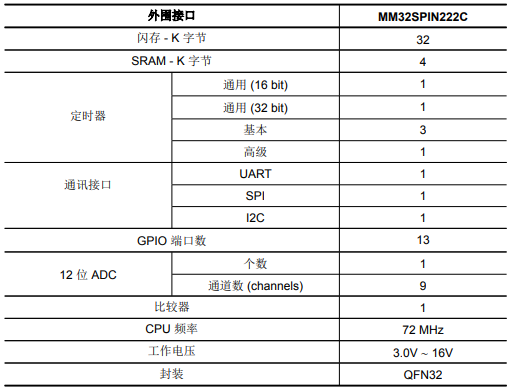 外围接口 MM32SPIN222C
闪存 - K 字节 32
SRAM - K 字节 4
定时器 通用 (16 bit) 1
通用 (32 bit) 1
基本 3
高级 1
通讯接口 UART 1
SPI 1
I2C 1
GPIO 端口数 13
12 位 ADC 个数 1
通道数 (channels) 9
比较器 1
CPU 频率 72 MHz
工作电压 3.0V ~ 16V
封装 QFN32